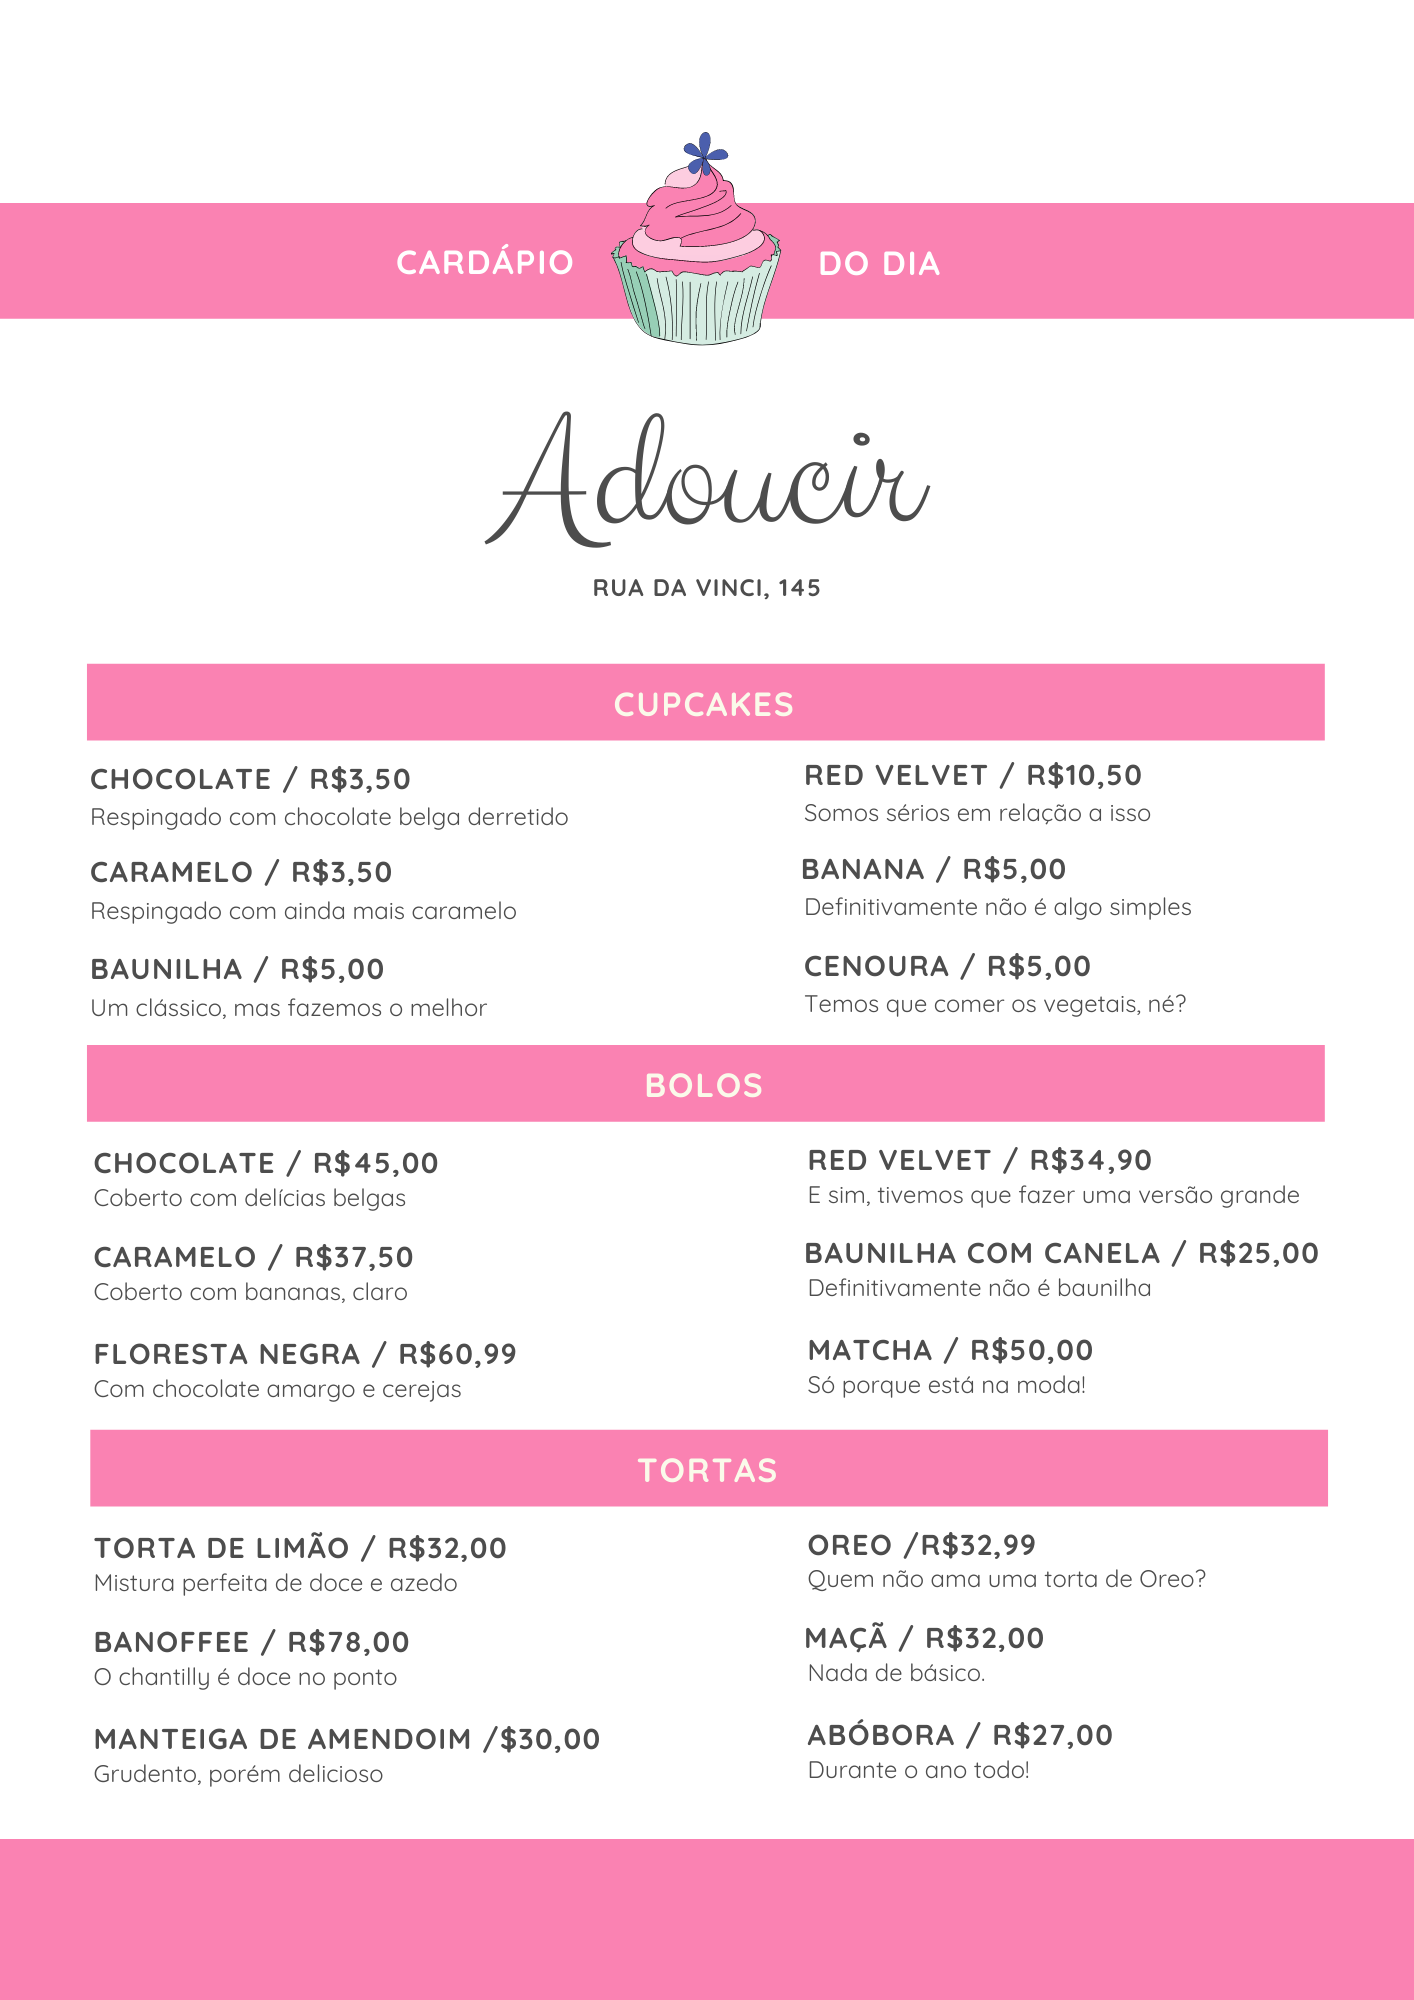 CARDÁPIO DO DIA
Adoucir
RUA DA VINCI, 145
CUPCAKES
CHOCOLATE / R$3,50
Respingado com chocolate belga derretido
CARAMELO / R$3,50
Respingado com ainda mais caramelo
BAUNILHA / R$5,00
Um clássico, mas fazemos o melhor
RED VELVET / R$10,50
Somos sérios em relação a isso
BANANA / R$5,00
Definitivamente não é algo simples
CENOURA / R$5,00
Temos que comer os vegetais, né?
BOLOS
CHOCOLATE / R$45,00
Coberto com delícias belgas
CARAMELO / R$37,50
Coberto com bananas, claro
FLORESTA NEGRA / R$60,99
Com chocolate amargo e cerejas
RED VELVET / R$34,90
E sim, tivemos que fazer uma versão grande
BAUNILHA COM CANELA / R$25,00
Definitivamente não é baunilha
MATCHA / R$50,00
Só porque está na moda!
TORTAS
TORTA DE LIMÃO / R$32,00
Mistura perfeita de doce e azedo
BANOFFEE / R$78,00
O chantilly é doce no ponto
MANTEIGA DE AMENDOIM /$30,00
Grudento, porém delicioso
OREO /R$32,99
Quem não ama uma torta de Oreo?
MAÇÃ / R$32,00
Nada de básico.
ABÓBORA / R$27,00
Durante o ano todo!